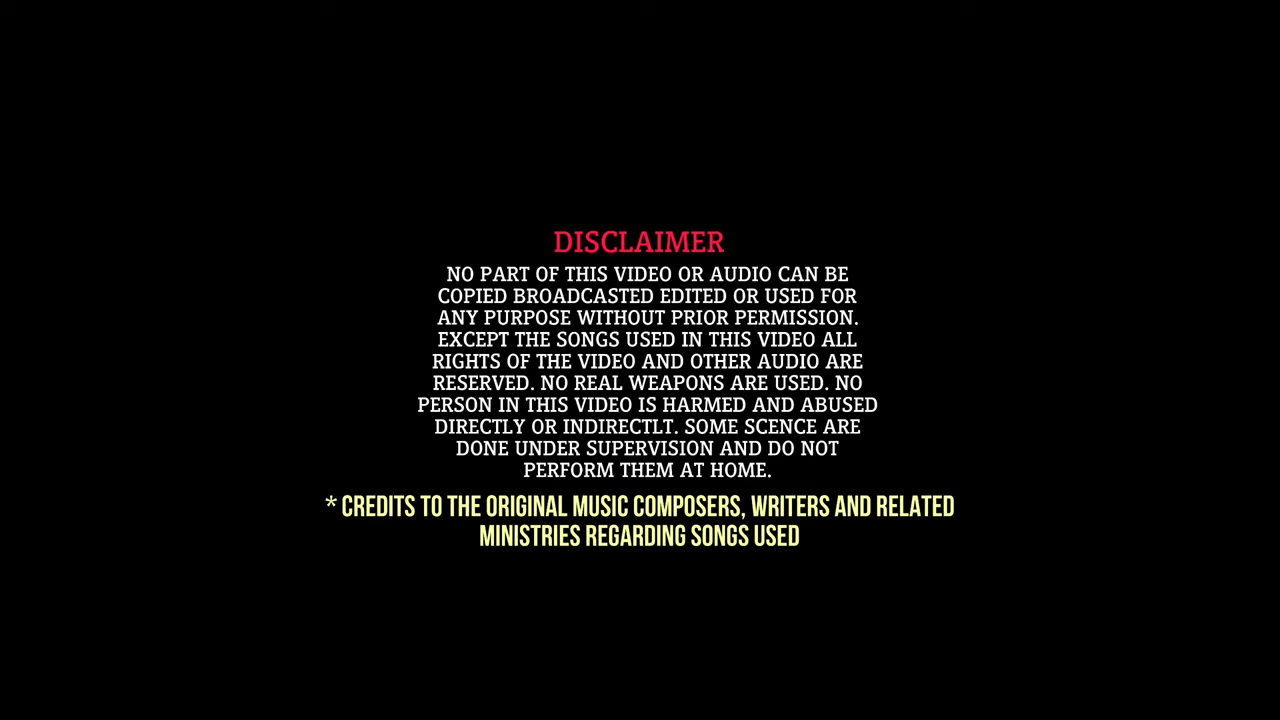 DISCLAIMER
NO PART OF THIS VIDEO OR AUDIO CAN BE
COPIED BROADCASTED EDITED OR USED FOR
ANY PURPOSE WITHOUT PRIOR PERMISSION.
EXCEPT THE SONGS USED IN THIS VIDEO ALL
RIGHTS OF THE VIDEO AND OTHER AUDIO ARE
RESERVED. NO REAL WEAPONS ARE USED. NO
PERSON IN THIS VIDEO IS HARMED AND ABUSED
DIRECTLY OR INDIRECTLT. SOME SCENCE ARE
DONE UNDER SUPERVISION AND DO NOT
PERFORM THEM AT HOME.
* CREDITS TO THE ORIGINAL MUSIC COMPOSERS, WRITERS AND RELATED
MINISTRIES REGARDING SONGS USED